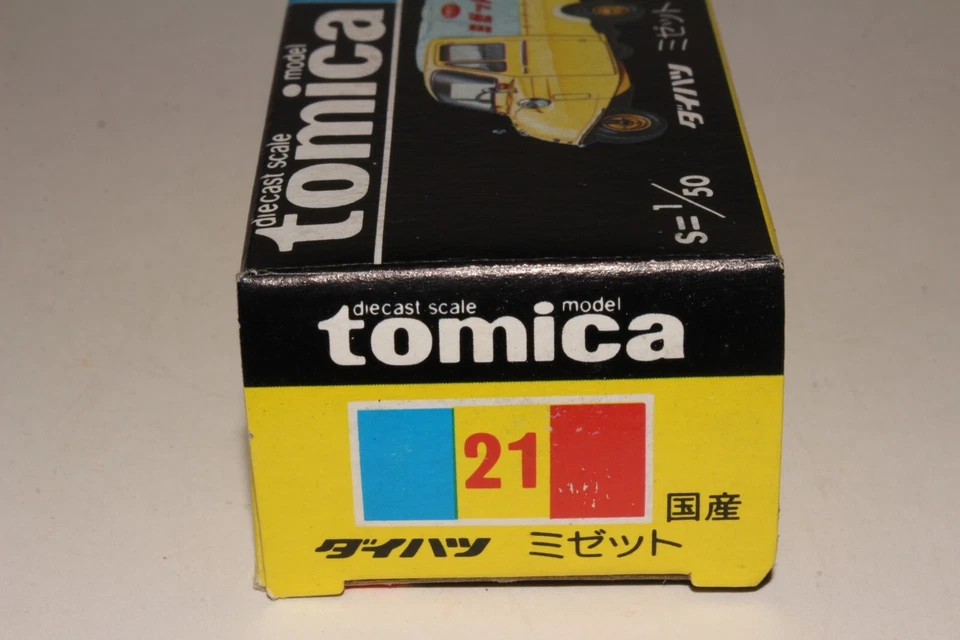 diecast scale model
tomica
ダイハツ ミゼット
S=1/50
diecast scale model
tomica
21
国産
ダイハツ ミゼット